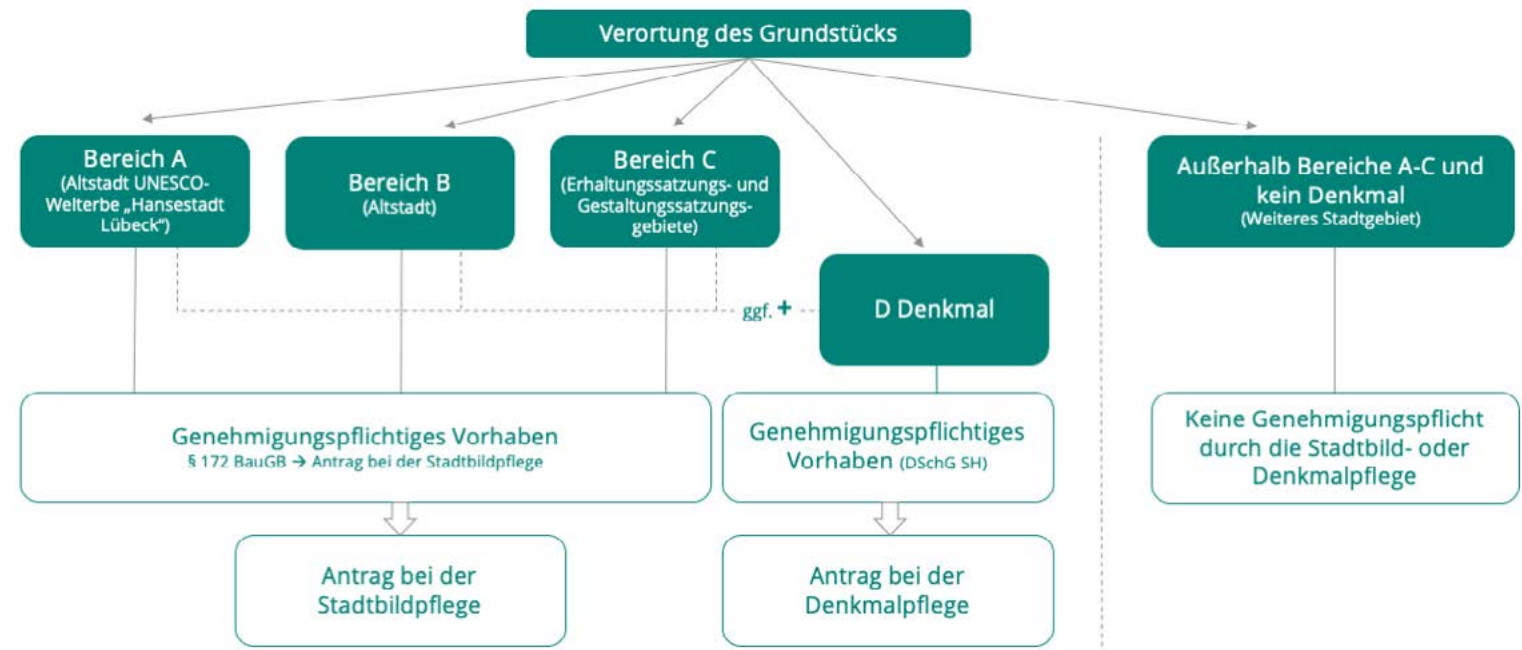 Verortung des Grundstücks
Bereich A
(Altstadt UNESCO-
Welterbe „Hansestadt
Lübeck“)
Bereich B
(Altstadt)
Bereich C
(Erhaltungssatzungs- und
Gestaltungssatzungs-
gebiete)
Außerhalb Bereiche A-C und
kein Denkmal
(Weiteres Stadtgebiet)
ggf. +
D Denkmal
Genehmigungspflichtiges Vorhaben
§ 172 BauGB → Antrag bei der Stadtbildpflege
Genehmigungspflichtiges
Vorhaben (DSchG SH)
Keine Genehmigungspflicht
durch die Stadtbild- oder
Denkmalpflege
Antrag bei der
Stadtbildpflege
Antrag bei der
Denkmalpflege